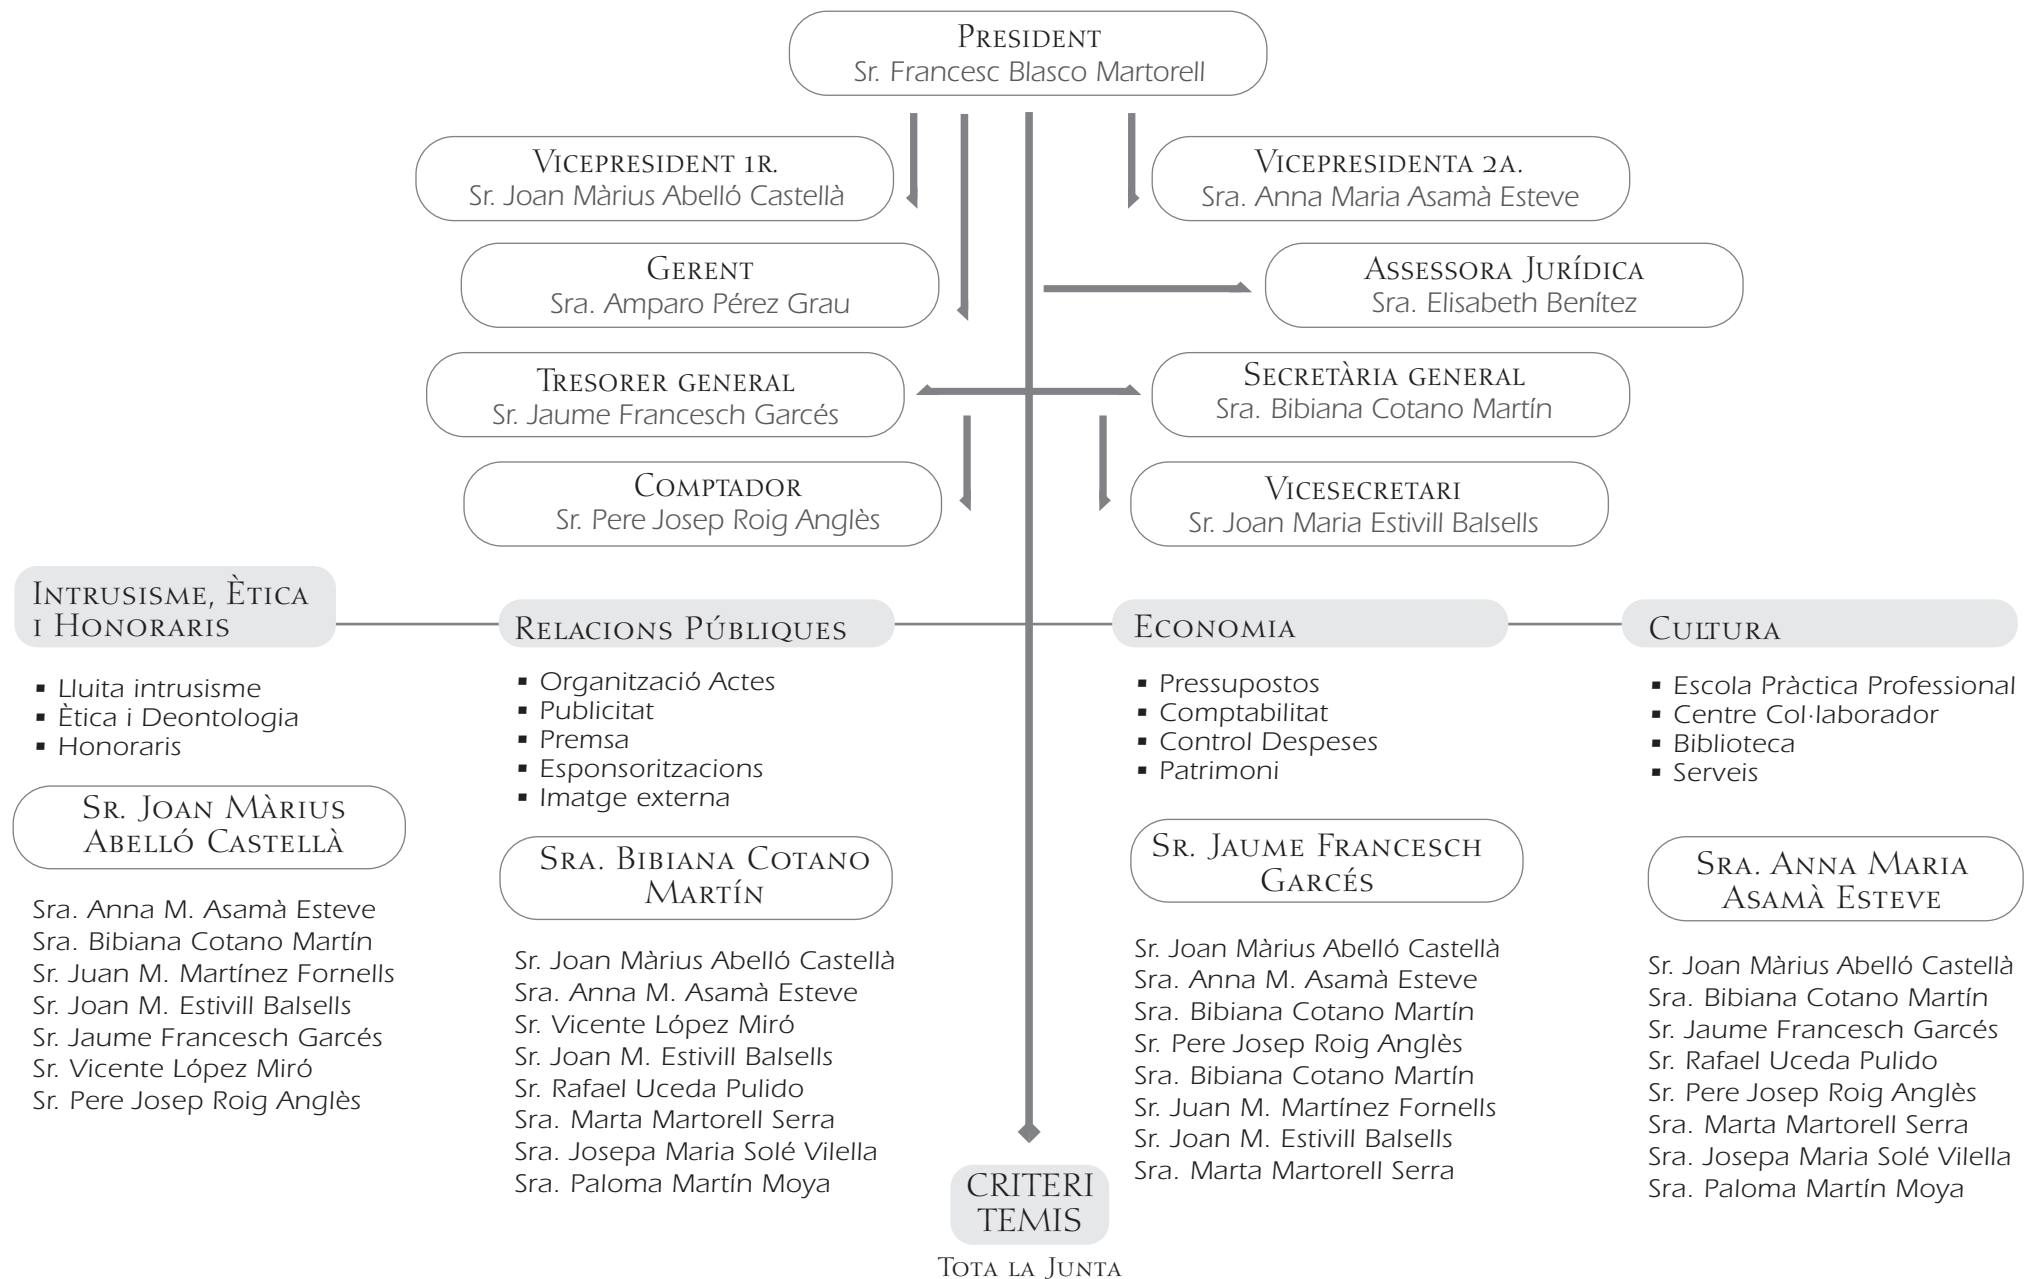 President
Sr. Francesc Blasco Martorell
Vicepresident 1r.
Sr. Joan Màrius Abelló Castellà
Vicepresidenta 2a.
Sra. Anna Maria Asamà Esteve
Gerent
Sra. Amparo Pérez Grau
Assessora Jurídica
Sra. Elisabeth Benítez
Tresorer general
Sr. Jaume Francesch Garcés
Secretària general
Sra. Bibiana Cotano Martín
Comptador
Sr. Pere Josep Roig Anglès
Vicesecretari
Sr. Joan Maria Estivill Balsells
Intrusisme, Ètica
i Honoraris
▪ Lluita intrusisme
▪ Ètica i Deontologia
▪ Honoraris
Sr. Joan Màrius
Abelló Castellà
Sra. Anna M. Asamà Esteve
Sra. Bibiana Cotano Martín
Sr. Juan M. Martínez Fornells
Sr. Joan M. Estivill Balsells
Sr. Jaume Francesch Garcés
Sr. Vicente López Miró
Sr. Pere Josep Roig Anglès
Relacions Públiques
▪ Organització Actes
▪ Publicitat
▪ Premsa
▪ Esponsoritzacions
▪ Imatge externa
Sra. Bibiana Cotano
Martín
Sr. Joan Màrius Abelló Castellà
Sra. Anna M. Asamà Esteve
Sr. Vicente López Miró
Sr. Joan M. Estivill Balsells
Sr. Rafael Uceda Pulido
Sra. Marta Martorell Serra
Sra. Josepa Maria Solé Vilella
Sra. Paloma Martín Moya
Economia
▪ Pressupostos
▪ Comptabilitat
▪ Control Despeses
▪ Patrimoni
Sr. Jaume Francesch
Garcés
Sr. Joan Màrius Abelló Castellà
Sra. Anna M. Asamà Esteve
Sra. Bibiana Cotano Martín
Sr. Pere Josep Roig Anglès
Sra. Bibiana Cotano Martín
Sr. Juan M. Martínez Fornells
Sr. Joan M. Estivill Balsells
Sra. Marta Martorell Serra
Cultura
▪ Escola Pràctica Professional
▪ Centre Col·laborador
▪ Biblioteca
▪ Serveis
Sra. Anna Maria
Asamà Esteve
Sr. Joan Màrius Abelló Castellà
Sra. Bibiana Cotano Martín
Sr. Jaume Francesch Garcés
Sr. Rafael Uceda Pulido
Sr. Pere Josep Roig Anglès
Sra. Marta Martorell Serra
Sra. Josepa Maria Solé Vilella
Sra. Paloma Martín Moya
CRITERI
TEMIS
Tota la Junta